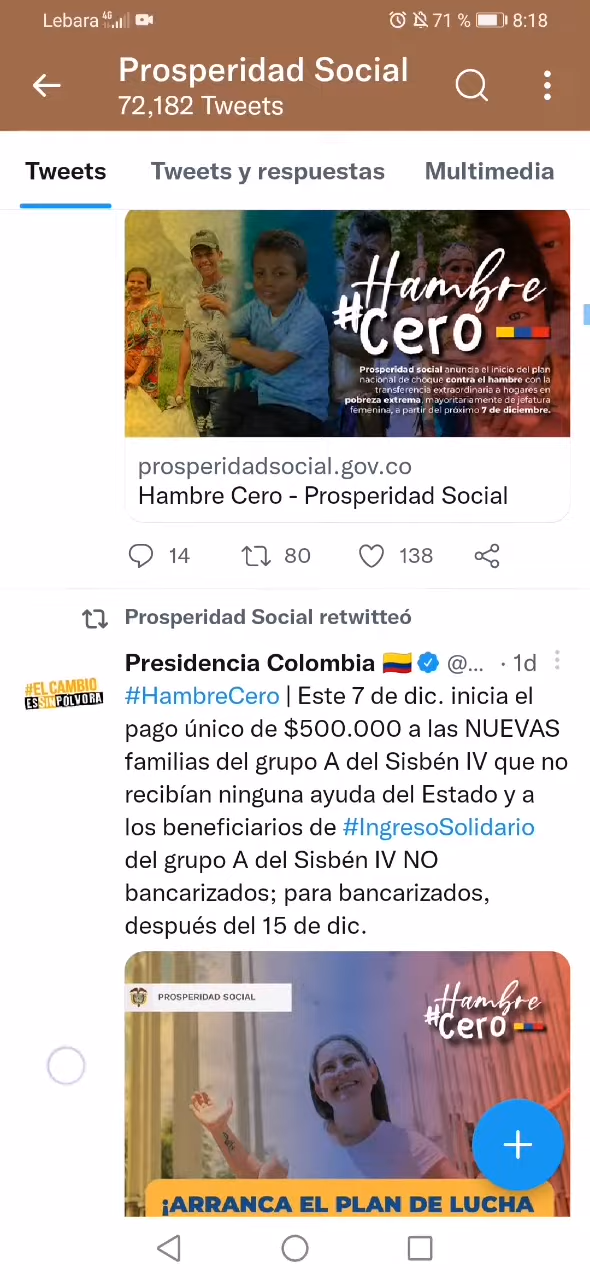 Lebara 4G 71 % 8:18
Prosperidad Social
72,182 Tweets
Tweets Tweets y respuestas Multimedia
Hambre
#Cero
Prosperidad social anuncia el inicio del plan
nacional de choque contra el hambre con la
transferencia extraordinaria a hogares en
pobreza extrema, mayoritariamente de jefatura
femenina, a partir del próximo 7 de diciembre.
prosperidadsocial.gov.co
Hambre Cero - Prosperidad Social
14 80 138
Prosperidad Social retwitteó
Presidencia Colombia @... · 1d
#EL CAMBIO
ES SIN PÓLVORA
#HambreCero | Este 7 de dic. inicia el
pago único de $500.000 a las NUEVAS
familias del grupo A del Sisbén IV que no
recibían ninguna ayuda del Estado y a
los beneficiarios de #IngresoSolidario
del grupo A del Sisbén IV NO
bancarizados; para bancarizados,
después del 15 de dic.
PROSPERIDAD SOCIAL
Hambre
#Cero
¡ARRANCA EL PLAN DE LUCHA